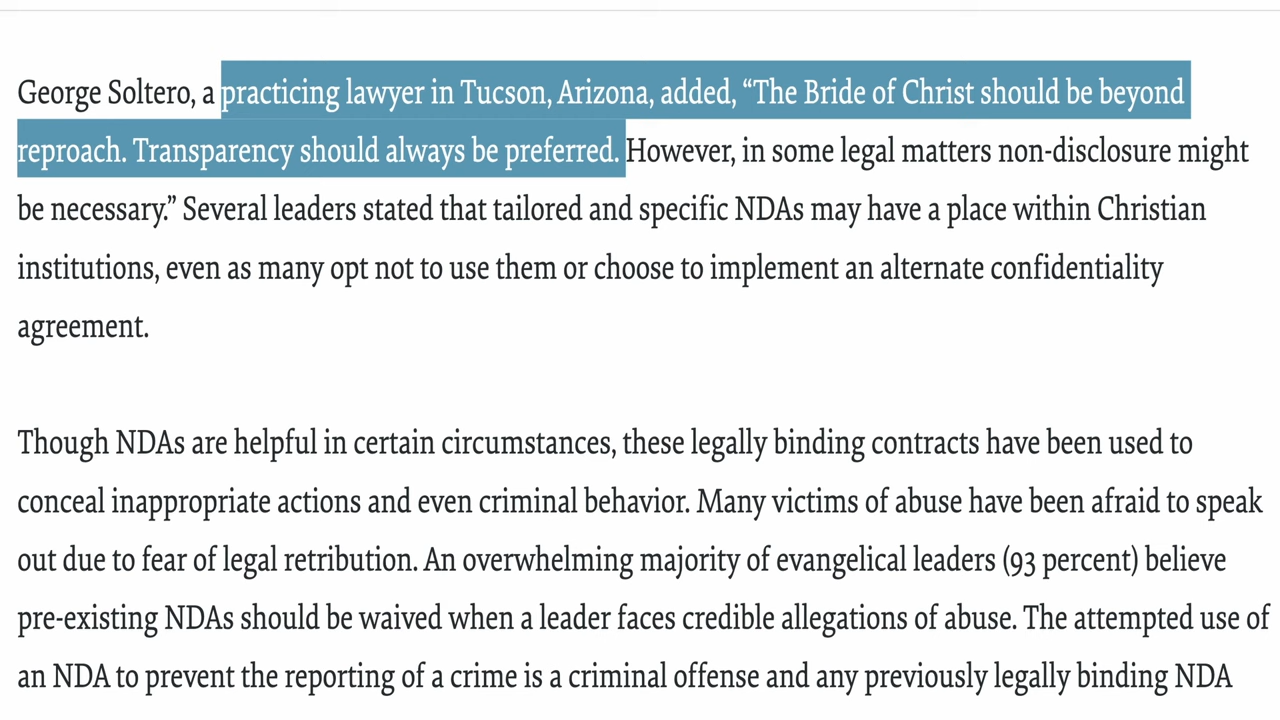 George Soltero, a practicing lawyer in Tucson, Arizona, added, “The Bride of Christ should be beyond
reproach. Transparency should always be preferred. However, in some legal matters non-disclosure might
be necessary.” Several leaders stated that tailored and specific NDAs may have a place within Christian
institutions, even as many opt not to use them or choose to implement an alternate confidentiality
agreement.
Though NDAs are helpful in certain circumstances, these legally binding contracts have been used to
conceal inappropriate actions and even criminal behavior. Many victims of abuse have been afraid to speak
out due to fear of legal retribution. An overwhelming majority of evangelical leaders (93 percent) believe
pre-existing NDAs should be waived when a leader faces credible allegations of abuse. The attempted use of
an NDA to prevent the reporting of a crime is a criminal offense and any previously legally binding NDA